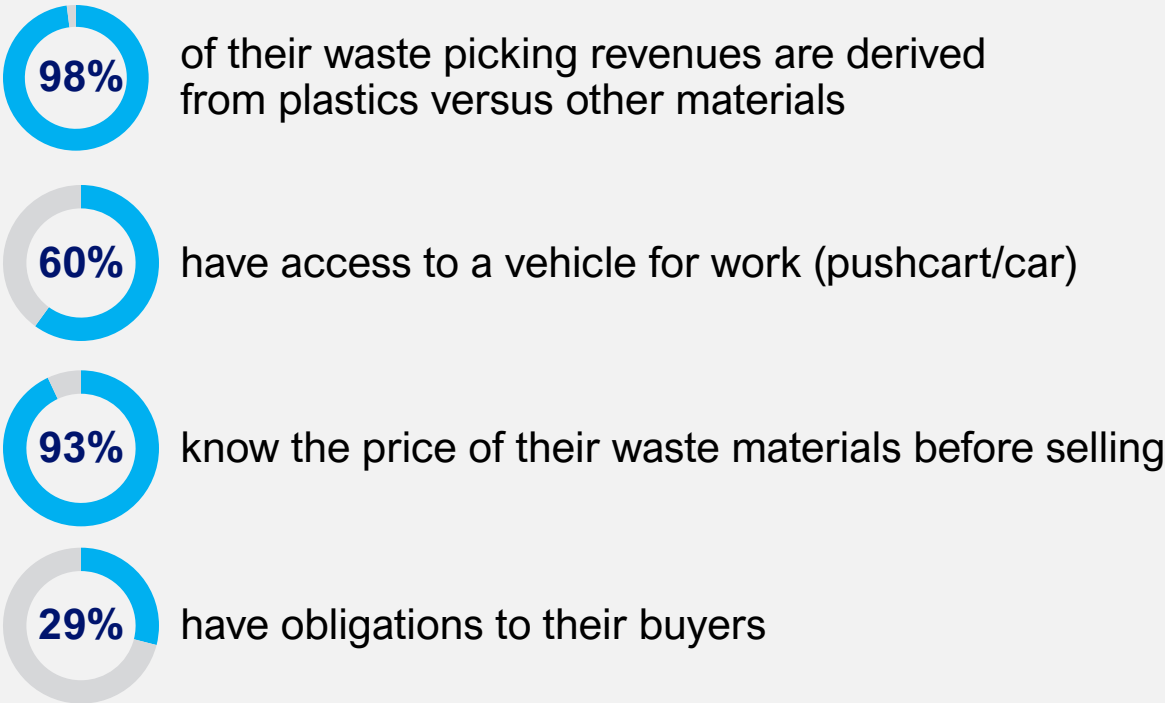 98%
of their waste picking revenues are derived
from plastics versus other materials
60%
have access to a vehicle for work (pushcart/car)
93%
know the price of their waste materials before selling
29%
have obligations to their buyers